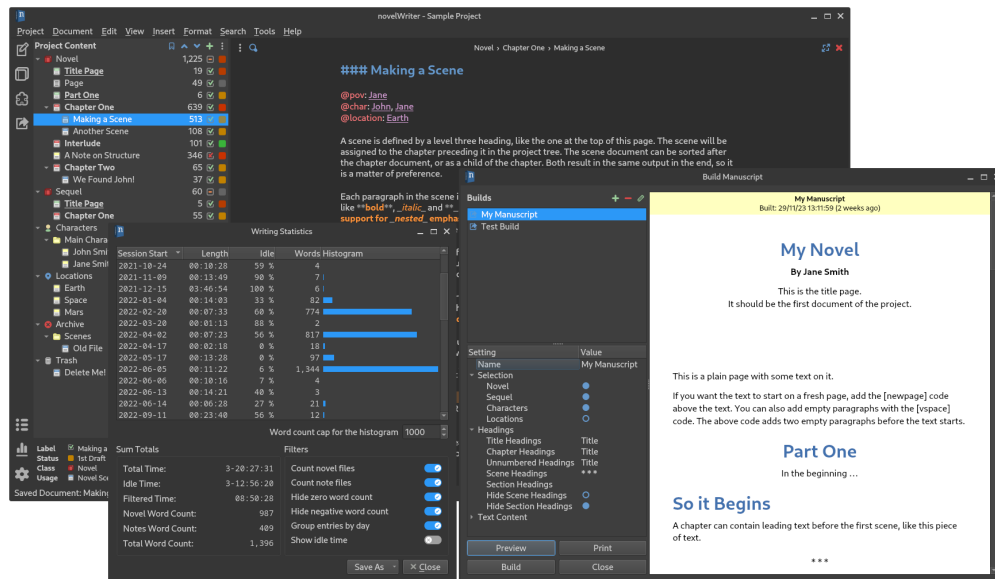 novelWriter - Sample Project
Project Document Edit View Insert Format Search Tools Help
Project Content
Novel 1,225
Title Page 19
Page 49
Part One 6
Chapter One 639
Making a Scene 513
Another Scene 108
Interlude 101
A Note on Structure 346
Chapter Two 65
We Found John! 37
Sequel 60
Title Page 5
Chapter One 55
Characters
Main Chara
John Smi
Jane Smit
Locations
Earth
Space
Mars
Archive
Scenes
Old File
Trash
Delete Me!
Label Making a
Status 1st Draft
Class Novel
Usage Novel Sce
Saved Document: Making
Novel › Chapter One › Making a Scene
### Making a Scene
@pov: Jane
@char: John, Jane
@location: Earth
A scene is defined by a level three heading, like the one at the top of this page. The scene will be
assigned to the chapter preceding it in the project tree. The scene document can be sorted after
the chapter document, or as a child of the chapter. Both result in the same output in the end, so it
is a matter of preference.
Each paragraph in the scene i
like **bold**, _italic_ and **_
support for _nested_ empha
Writing Statistics
Session Start Length Idle Words Histogram
2021-10-24 00:10:28 59 % 4
2021-11-09 00:13:49 90 % 7
2021-12-15 03:46:54 100 % 6
2022-01-04 00:14:03 33 % 82
2022-02-20 00:07:33 60 % 774
2022-03-20 00:01:13 88 % 2
2022-04-02 00:07:23 56 % 817
2022-04-17 00:02:18 0 % 18
2022-05-17 00:13:28 0 % 97
2022-06-05 00:11:22 6 % 1,344
2022-06-06 00:10:16 7 % 4
2022-06-13 00:14:21 40 % 3
2022-06-14 00:06:28 27 % 21
2022-09-11 00:23:40 56 % 12
Word count cap for the histogram 1000
Sum Totals
Total Time: 3-20:27:31
Idle Time: 3-12:56:20
Filtered Time: 08:50:28
Novel Word Count: 987
Notes Word Count: 409
Total Word Count: 1,396
Filters
Count novel files
Count note files
Hide zero word count
Hide negative word count
Group entries by day
Show idle time
Save As
Close
Build Manuscript
Builds
My Manuscript
Test Build
Setting Value
Name My Manuscript
Selection
Novel
Sequel
Characters
Locations
Headings
Title Headings Title
Chapter Headings Title
Unnumbered Headings Title
Scene Headings * * *
Section Headings
Hide Scene Headings
Hide Section Headings
Text Content
Preview Print
Build Close
My Manuscript
Built: 29/11/23 13:11:59 (2 weeks ago)
My Novel
By Jane Smith
This is the title page.
It should be the first document of the project.
This is a plain page with some text on it.
If you want the text to start on a fresh page, add the [newpage] code
above the text. You can also add empty paragraphs with the [vspace]
code. The above code adds two empty paragraphs before the text starts.
Part One
In the beginning ...
So it Begins
A chapter can contain leading text before the first scene, like this piece
of text.
* * *